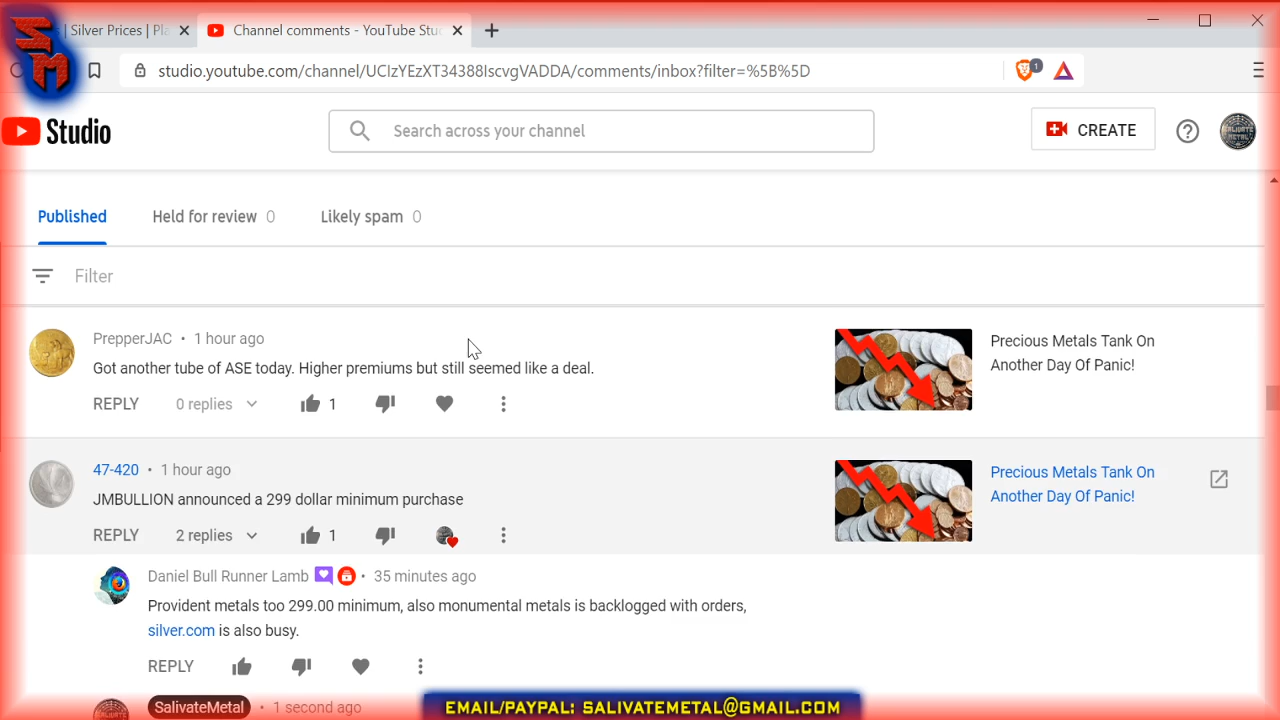 SM
| Silver Prices | Pla
Channel comments - YouTube Stu
studio.youtube.com/channel/UCIzYEzXT34388IscvgVADDA/comments/inbox?filter=%5B%5D
1
Studio
Search across your channel
CREATE
Published
Held for review 0
Likely spam 0
Filter
PrepperJAC • 1 hour ago
Got another tube of ASE today. Higher premiums but still seemed like a deal.
REPLY 0 replies 1
Precious Metals Tank On
Another Day Of Panic!
47-420 • 1 hour ago
JMBULLION announced a 299 dollar minimum purchase
REPLY 2 replies 1
Precious Metals Tank On
Another Day Of Panic!
Daniel Bull Runner Lamb • 35 minutes ago
Provident metals too 299.00 minimum, also monumental metals is backlogged with orders,
silver.com is also busy.
REPLY
SalivateMetal • 1 second ago
EMAIL/PAYPAL: SALIVATEMETAL@GMAIL.COM